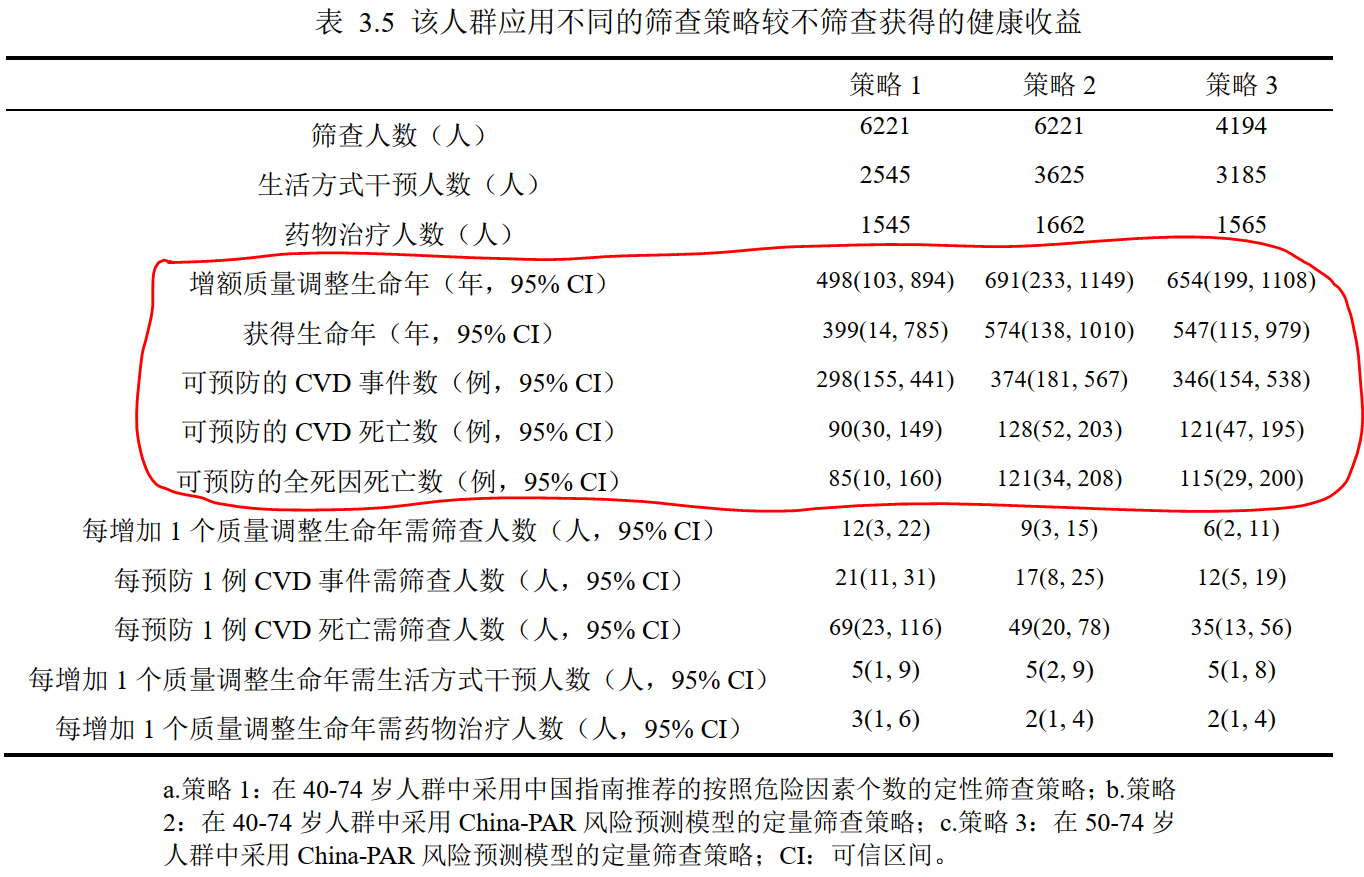 表 3.5 该人群应用不同的筛查策略较不筛查获得的健康收益
策略 1 策略 2 策略 3
筛查人数（人） 6221 6221 4194
生活方式干预人数（人） 2545 3625 3185
药物治疗人数（人） 1545 1662 1565
增额质量调整生命年（年，95% CI） 498(103, 894) 691(233, 1149) 654(199, 1108)
获得生命年（年，95% CI） 399(14, 785) 574(138, 1010) 547(115, 979)
可预防的 CVD 事件数（例，95% CI） 298(155, 441) 374(181, 567) 346(154, 538)
可预防的 CVD 死亡数（例，95% CI） 90(30, 149) 128(52, 203) 121(47, 195)
可预防的全死因死亡数（例，95% CI） 85(10, 160) 121(34, 208) 115(29, 200)
每增加 1 个质量调整生命年需筛查人数（人，95% CI） 12(3, 22) 9(3, 15) 6(2, 11)
每预防 1 例 CVD 事件需筛查人数（人，95% CI） 21(11, 31) 17(8, 25) 12(5, 19)
每预防 1 例 CVD 死亡需筛查人数（人，95% CI） 69(23, 116) 49(20, 78) 35(13, 56)
每增加 1 个质量调整生命年需生活方式干预人数（人，95% CI） 5(1, 9) 5(2, 9) 5(1, 8)
每增加 1 个质量调整生命年需药物治疗人数（人，95% CI） 3(1, 6) 2(1, 4) 2(1, 4)
a.策略 1：在 40-74 岁人群中采用中国指南推荐的按照危险因素个数的定性筛查策略；b.策略
2：在 40-74 岁人群中采用 China-PAR 风险预测模型的定量筛查策略；c.策略 3：在 50-74 岁
人群中采用 China-PAR 风险预测模型的定量筛查策略；CI：可信区间。